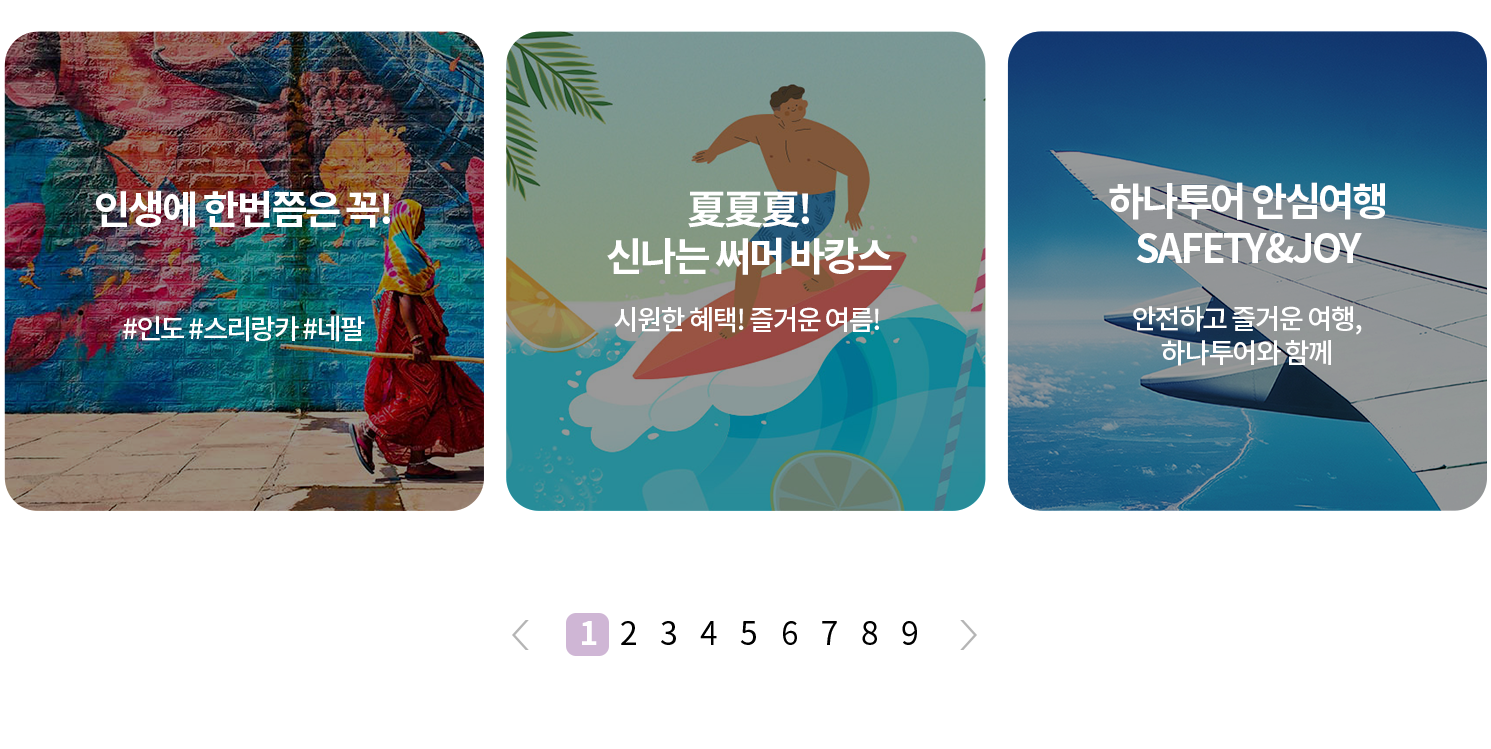 인생에 한번쯤은 꼭!
#인도 #스리랑카 #네팔
夏夏夏!
신나는 써머 바캉스
시원한 혜택! 즐거운 여름!
하나투어 안심여행
SAFETY&JOY
안전하고 즐거운 여행,
하나투어와 함께
1 2 3 4 5 6 7 8 9